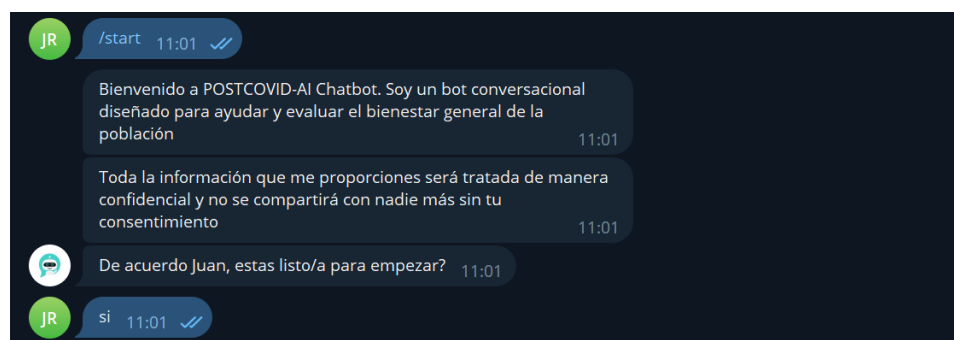 JR
/start 11:01
Bienvenido a POSTCOVID-AI Chatbot. Soy un bot conversacional
diseñado para ayudar y evaluar el bienestar general de la
población
11:01
Toda la información que me proporciones será tratada de manera
confidencial y no se compartirá con nadie más sin tu
consentimiento
11:01
De acuerdo Juan, estas listo/a para empezar? 11:01
JR
si 11:01